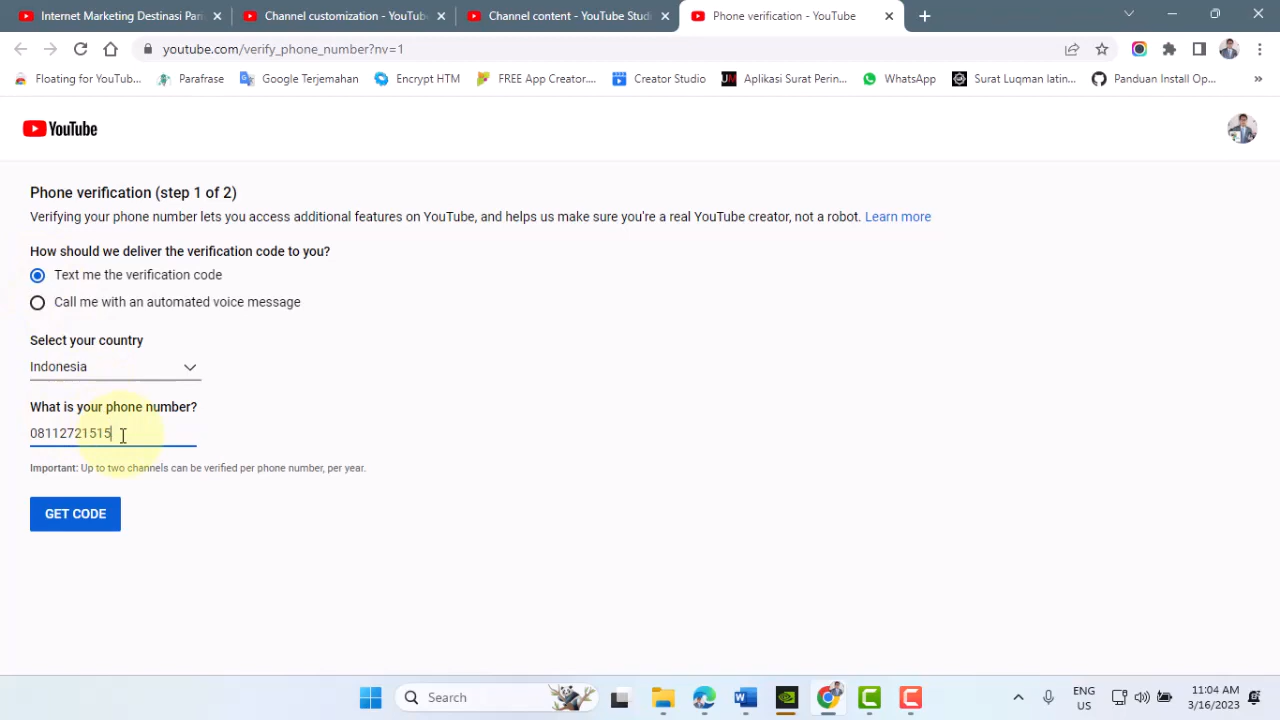 Internet Marketing Destinasi Par
Channel customization - YouTub
Channel content - YouTube Studi
Phone verification - YouTube
youtube.com/verify_phone_number?nv=1
Floating for YouTub...
Parafrase
Google Terjemahan
Encrypt HTM
FREE App Creator....
Creator Studio
Aplikasi Surat Perin...
WhatsApp
Surat Luqman latin...
Panduan Install Op...
YouTube
Phone verification (step 1 of 2)
Verifying your phone number lets you access additional features on YouTube, and helps us make sure you're a real YouTube creator, not a robot. Learn more
How should we deliver the verification code to you?
Text me the verification code
Call me with an automated voice message
Select your country
Indonesia
What is your phone number?
08112721515
Important: Up to two channels can be verified per phone number, per year.
GET CODE
Search
ENG
US
11:04 AM
3/16/2023